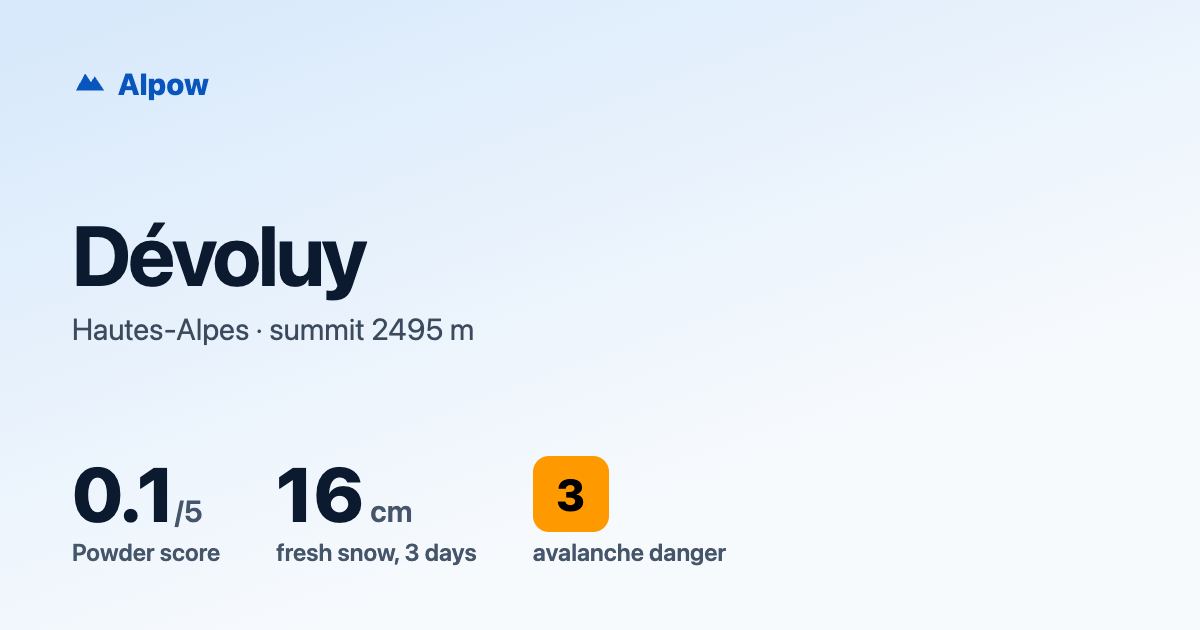 Alpow
Dévoluy
Hautes-Alpes · summit 2495 m
0.1/5 16 cm 3
Powder score fresh snow, 3 days avalanche danger